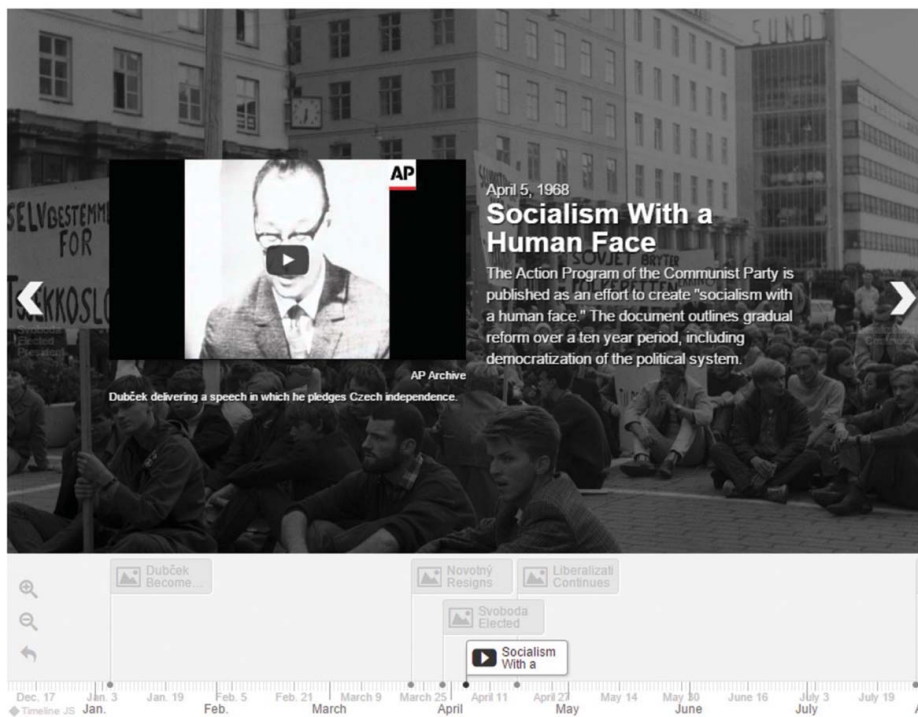 SUNDT
AP
SELVBESTEMM
FOR
TSJEKKOSLO
April 5, 1968
Socialism With a
Human Face
SOVJET BRYTER
The Action Program of the Communist Party is
published as an effort to create "socialism with
a human face." The document outlines gradual
reform over a ten year period, including
democratization of the political system.
Svoboda
Elected
President
AP Archive
Dubček delivering a speech in which he pledges Czech independence.
Dubček
Become...
Novotný
Resigns
Liberalizati
Continues
Svoboda
Elected
Socialism
With a
Dec. 17 Jan. 3 Jan. 19 Feb. 5 Feb. 21 March 9 March 25 April 11 April 27 May 14 May 30 June 16 July 3 July 19
Timeline JS Jan. Feb. March April May June July A